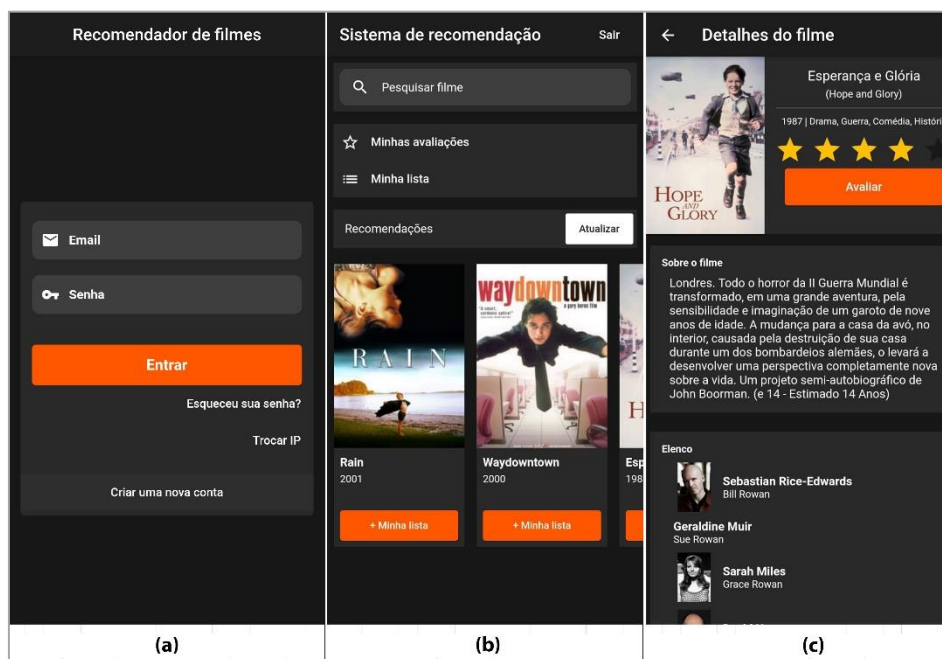 Recomendador de filmes
Email
Senha
Entrar
Esqueceu sua senha?
Trocar IP
Criar uma nova conta
(a)
Sistema de recomendação
Sair
Pesquisar filme
Minhas avaliações
Minha lista
Recomendações
Atualizar
RAIN
waydowntown
a gary burns film
H
Rain
2001
Waydowntown
2000
Esp
198
+ Minha lista
+ Minha lista
(b)
Detalhes do filme
HOPE
AND
GLORY
Esperança e Glória
(Hope and Glory)
1987 | Drama, Guerra, Comédia, Históri
Avaliar
Sobre o filme
Londres. Todo o horror da II Guerra Mundial é
transformado, em uma grande aventura, pela
sensibilidade e imaginação de um garoto de nove
anos de idade. A mudança para a casa da avó, no
interior, causada pela destruição de sua casa
durante um dos bombardeios alemães, o levará a
desenvolver uma perspectiva completamente nova
sobre a vida. Um projeto semi-autobiográfico de
John Boorman. (e 14 - Estimado 14 Anos)
Elenco
Sebastian Rice-Edwards
Bill Rowan
Geraldine Muir
Sue Rowan
Sarah Miles
Grace Rowan
(c)